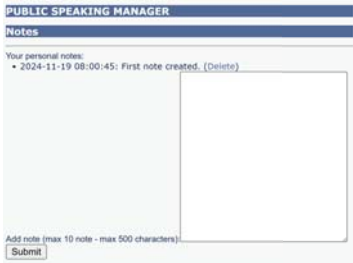 PUBLIC SPEAKING MANAGER
Notes
Your personal notes:
• 2024-11-19 08:00:45: First note created. (Delete)
Add note (max 10 note - max 500 characters):
Submit